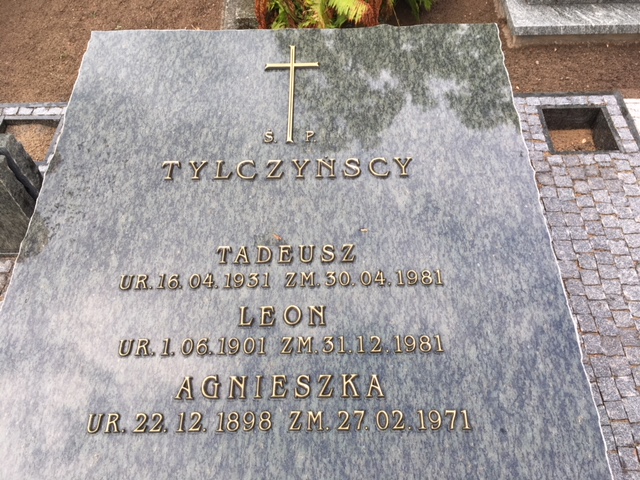 Ś. P.
TYLCZYŃSCY
TADEUSZ
UR.16.04.1931 ZM.30.04.1981
LEON
UR. 1.06.1901 ZM.31.12.1981
AGNIESZKA
UR. 22.12.1898 ZM. 27.02.1971